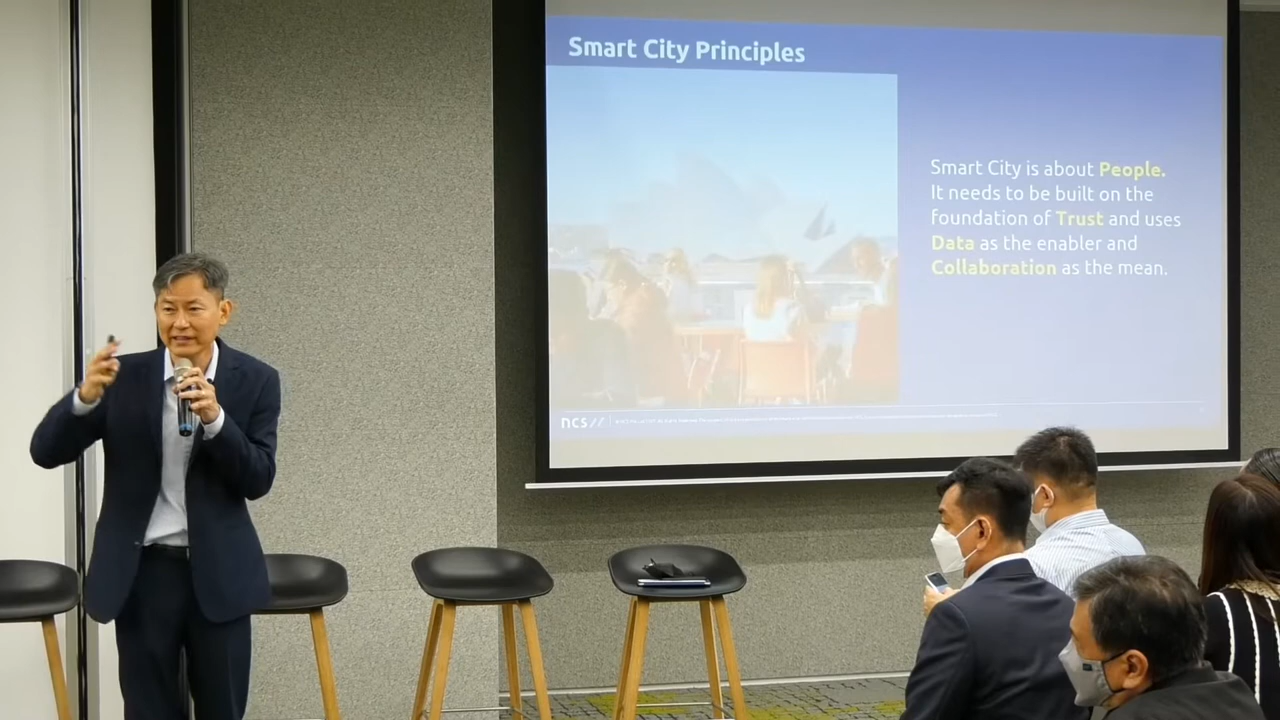 Smart City Principles
Smart City is about People.
It needs to be built on the
foundation of Trust and uses
Data as the enabler and
Collaboration as the mean.
ncs//